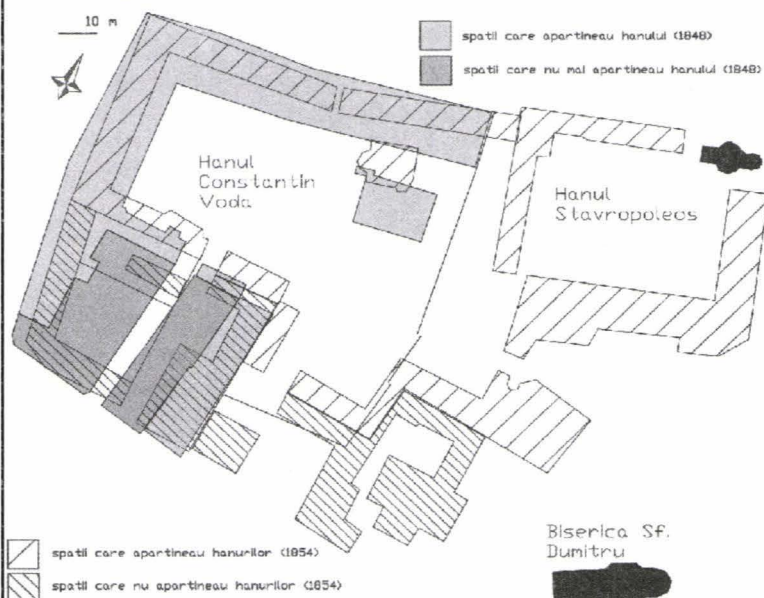 10 m
spatii care apartineau hanului (1848)
spatii care nu mai apartineau hanului (1848)
Hanul
Constantin
Voda
Hanul
Stavropoleos
Biserica Sf.
Dumitru
spatii care apartineau hanurilor (1854)
spatii care nu apartineau hanurilor (1854)